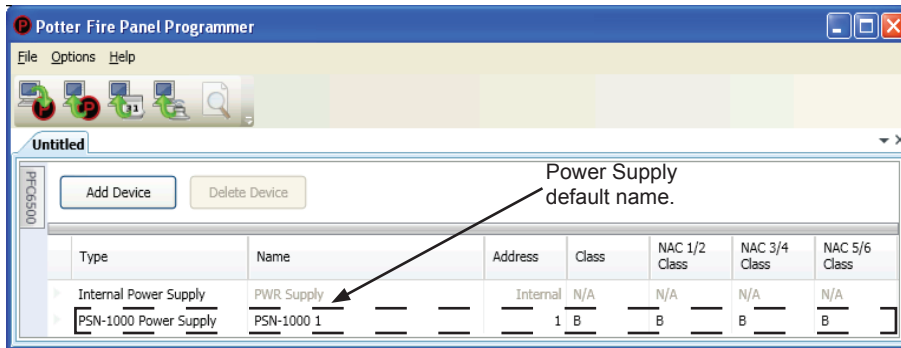 Potter Fire Panel Programmer
File Options Help
31
Untitled
PFC6500
Add Device Delete Device
Power Supply
default name.
Type Name Address Class NAC 1/2 Class NAC 3/4 Class NAC 5/6 Class
Internal Power Supply PWR Supply Internal N/A N/A N/A N/A
PSN-1000 Power Supply PSN-1000 1 1 B B B B